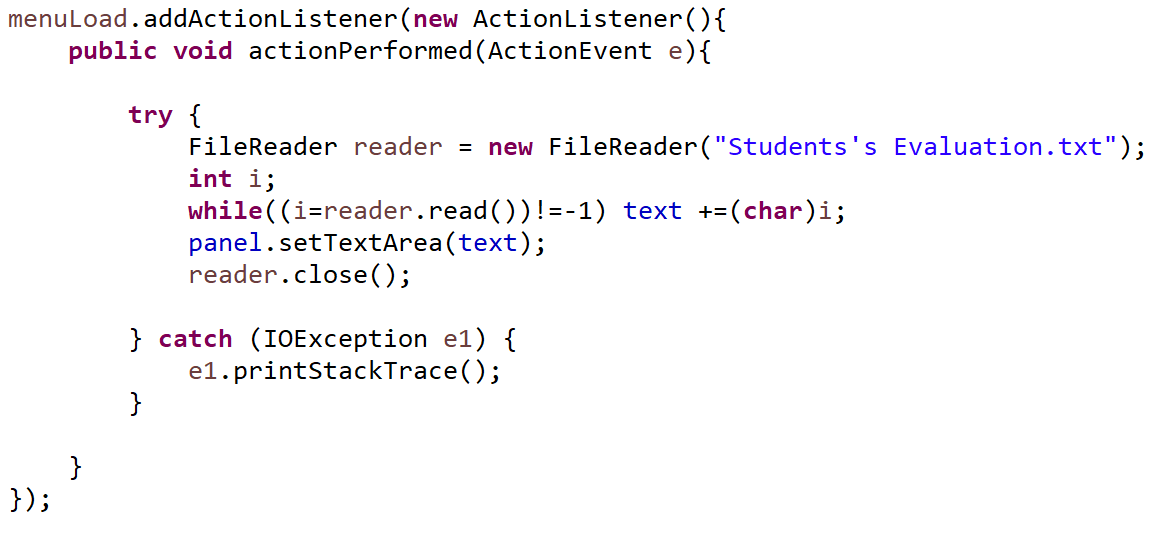 menuLoad.addActionListener(new ActionListener(){
    public void actionPerformed(ActionEvent e){
        try {
            FileReader reader = new FileReader("Students's Evaluation.txt");
            int i;
            while((i=reader.read())!=-1) text +=(char)i;
            panel.setTextArea(text);
            reader.close();
        } catch (IOException e1) {
            e1.printStackTrace();
        }
    }
});